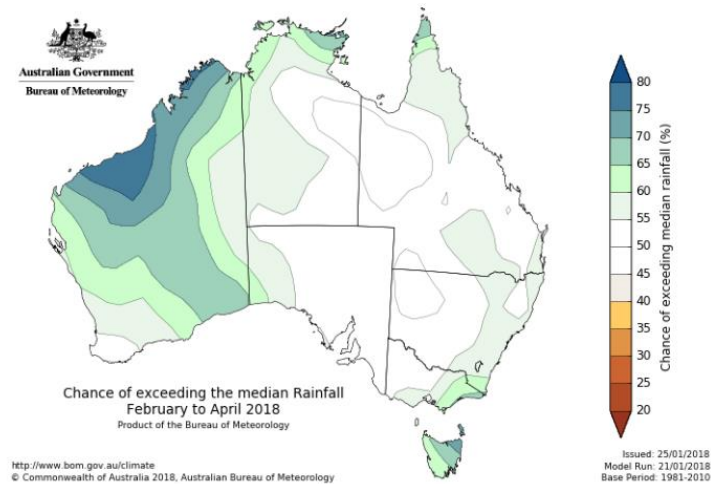 Australian Government
Bureau of Meteorology
80
75
70
65
60
55
50
45
40
35
30
25
20
Chance of exceeding median rainfall (%)
Chance of exceeding the median Rainfall
February to April 2018
Product of the Bureau of Meteorology
http://www.bom.gov.au/climate
© Commonwealth of Australia 2018, Australian Bureau of Meteorology
Issued: 25/01/2018
Model Run: 21/01/2018
Base Period: 1981-2010